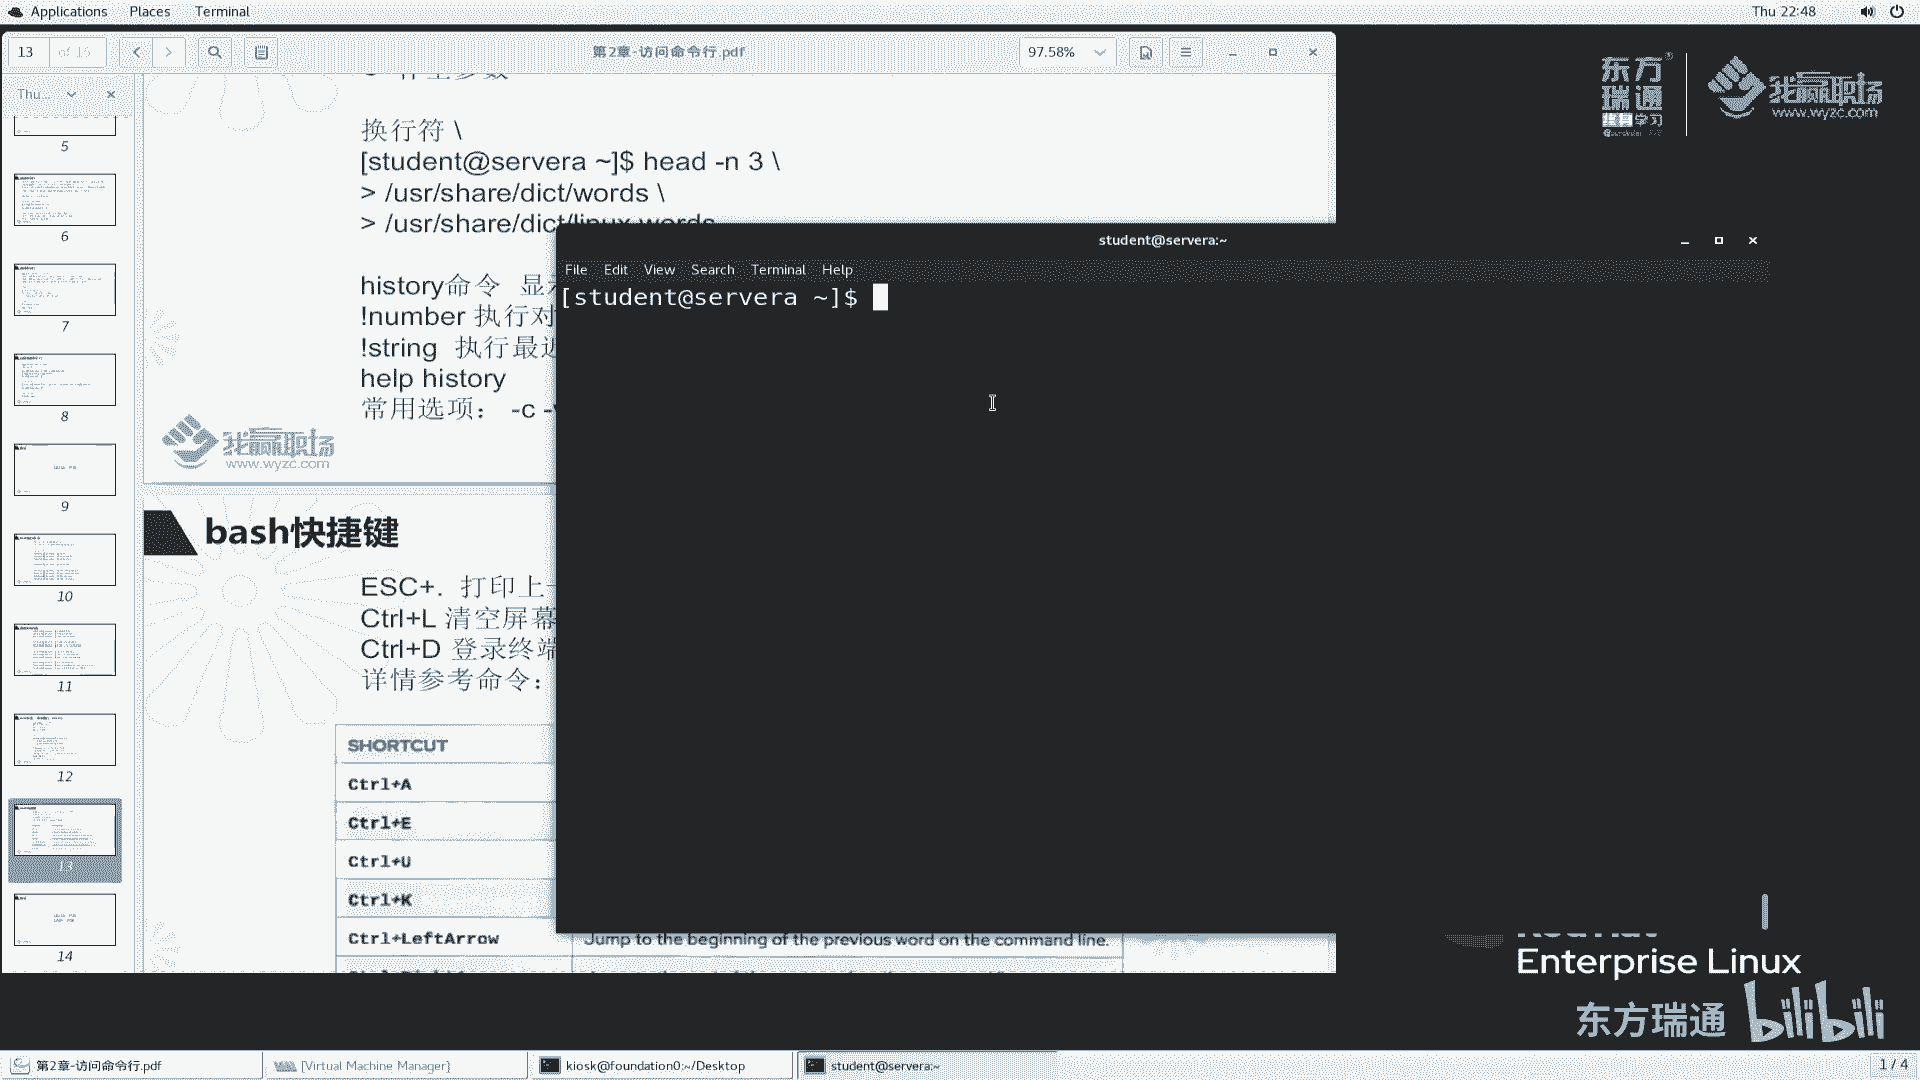 Applications Places Terminal
Thu 22:48
13 of 15
第2章-访问命令行.pdf
97.58%
Thu...
5
6
7
8
9
10
11
12
13
14
换行符 \
[student@servera ~]$ head -n 3 \
> /usr/share/dict/words \
> /usr/share/dict/linux.words
history命令 显
!number 执行对
!string 执行最近
help history
常用选项： -c -
我赢职场
www.wyzc.com
bash快捷键
ESC+. 打印上一
Ctrl+L 清空屏幕
Ctrl+D 登录终端
详情参考命令：
SHORTCUT
Ctrl+A
Ctrl+E
Ctrl+U
Ctrl+K
Ctrl+LeftArrow Jump to the beginning of the previous word on the command line.
student@servera:~
File Edit View Search Terminal Help
[student@servera ~]$
东方瑞通
学习
我赢职场
www.wyzc.com
Enterprise Linux
东方瑞通 bilibili
第2章-访问命令行.pdf
[Virtual Machine Manager]
kiosk@foundation0:~/Desktop
student@servera:~
1 / 4